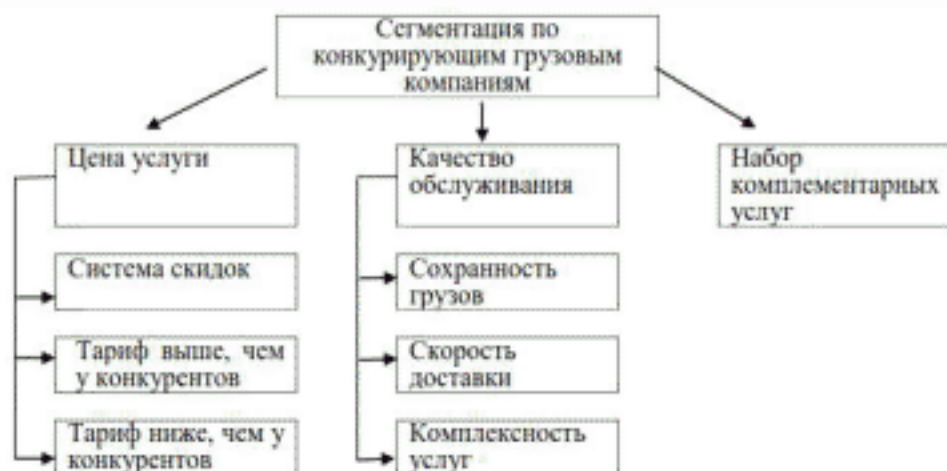 Сегментация по
конкурирующим грузовым
компаниям
Цена услуги
Качество
обслуживания
Набор
комплементарных
услуг
Система скидок
Сохранность
грузов
Тариф выше, чем
у конкурентов
Скорость
доставки
Тариф ниже, чем у
конкурентов
Комплексность
услуг